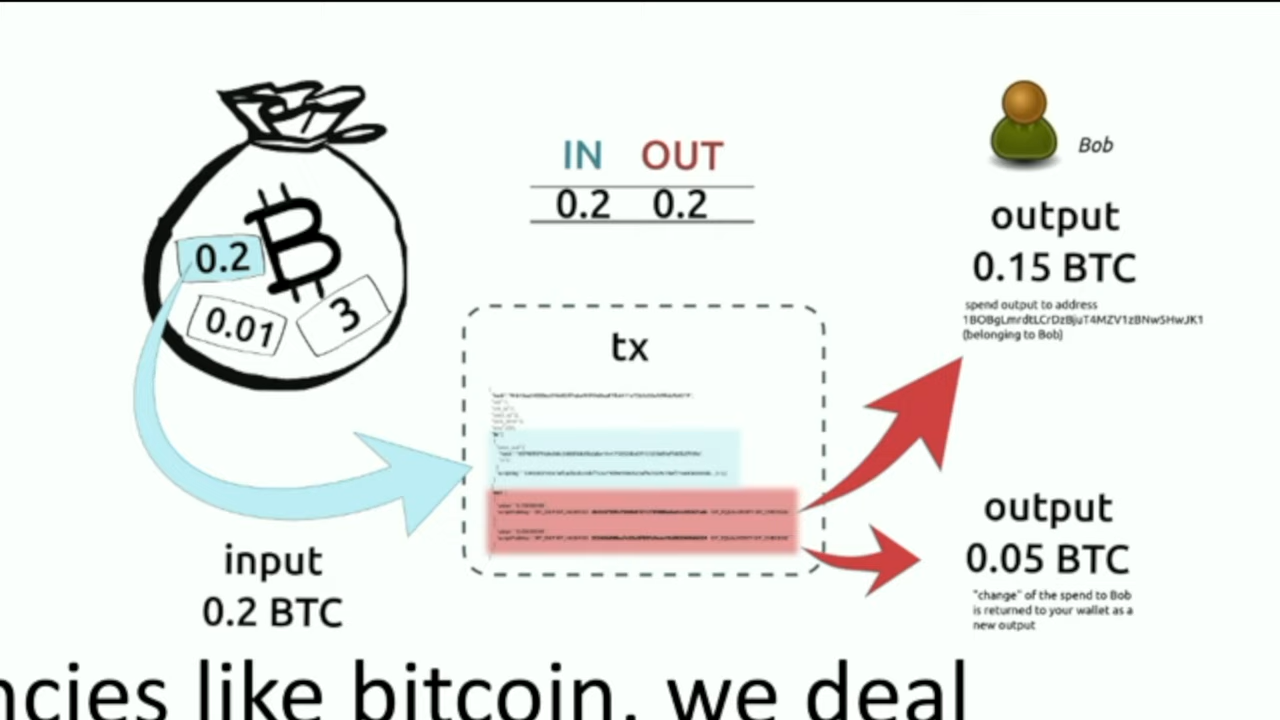 IN OUT
0.2 0.2
0.2
0.01
3
input
0.2 BTC
tx
Bob
output
0.15 BTC
spend output to address
1BOBgLmrdtLCrDzBjuT4MZV1zBNwSHwJK1
(belonging to Bob)
output
0.05 BTC
"change" of the spend to Bob
is returned to your wallet as a
new output
ncies like bitcoin, we deal